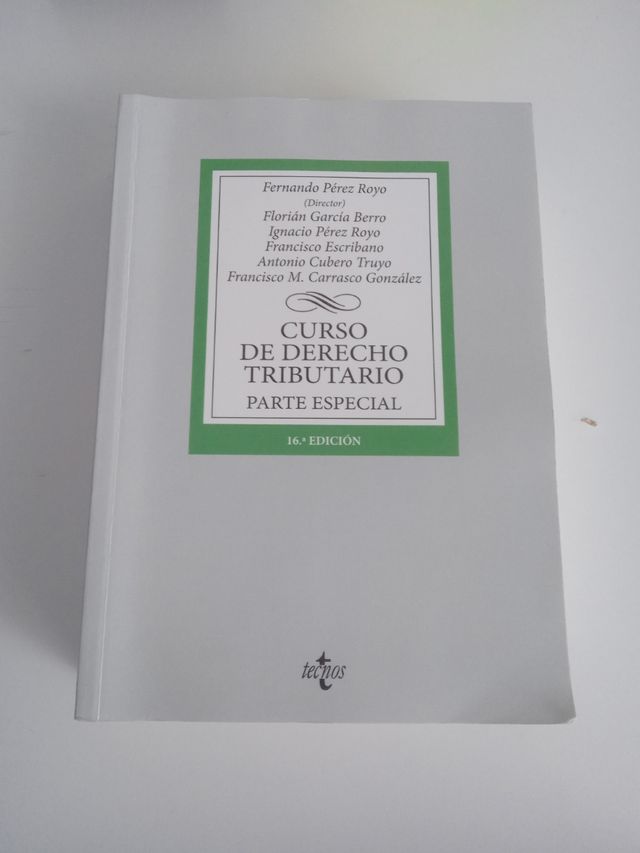 Fernando Pérez Royo
(Director)
Florián García Berro
Ignacio Pérez Royo
Francisco Escribano
Antonio Cubero Truyo
Francisco M. Carrasco González
CURSO
DE DERECHO
TRIBUTARIO
PARTE ESPECIAL
16.ª EDICIÓN
tecnos